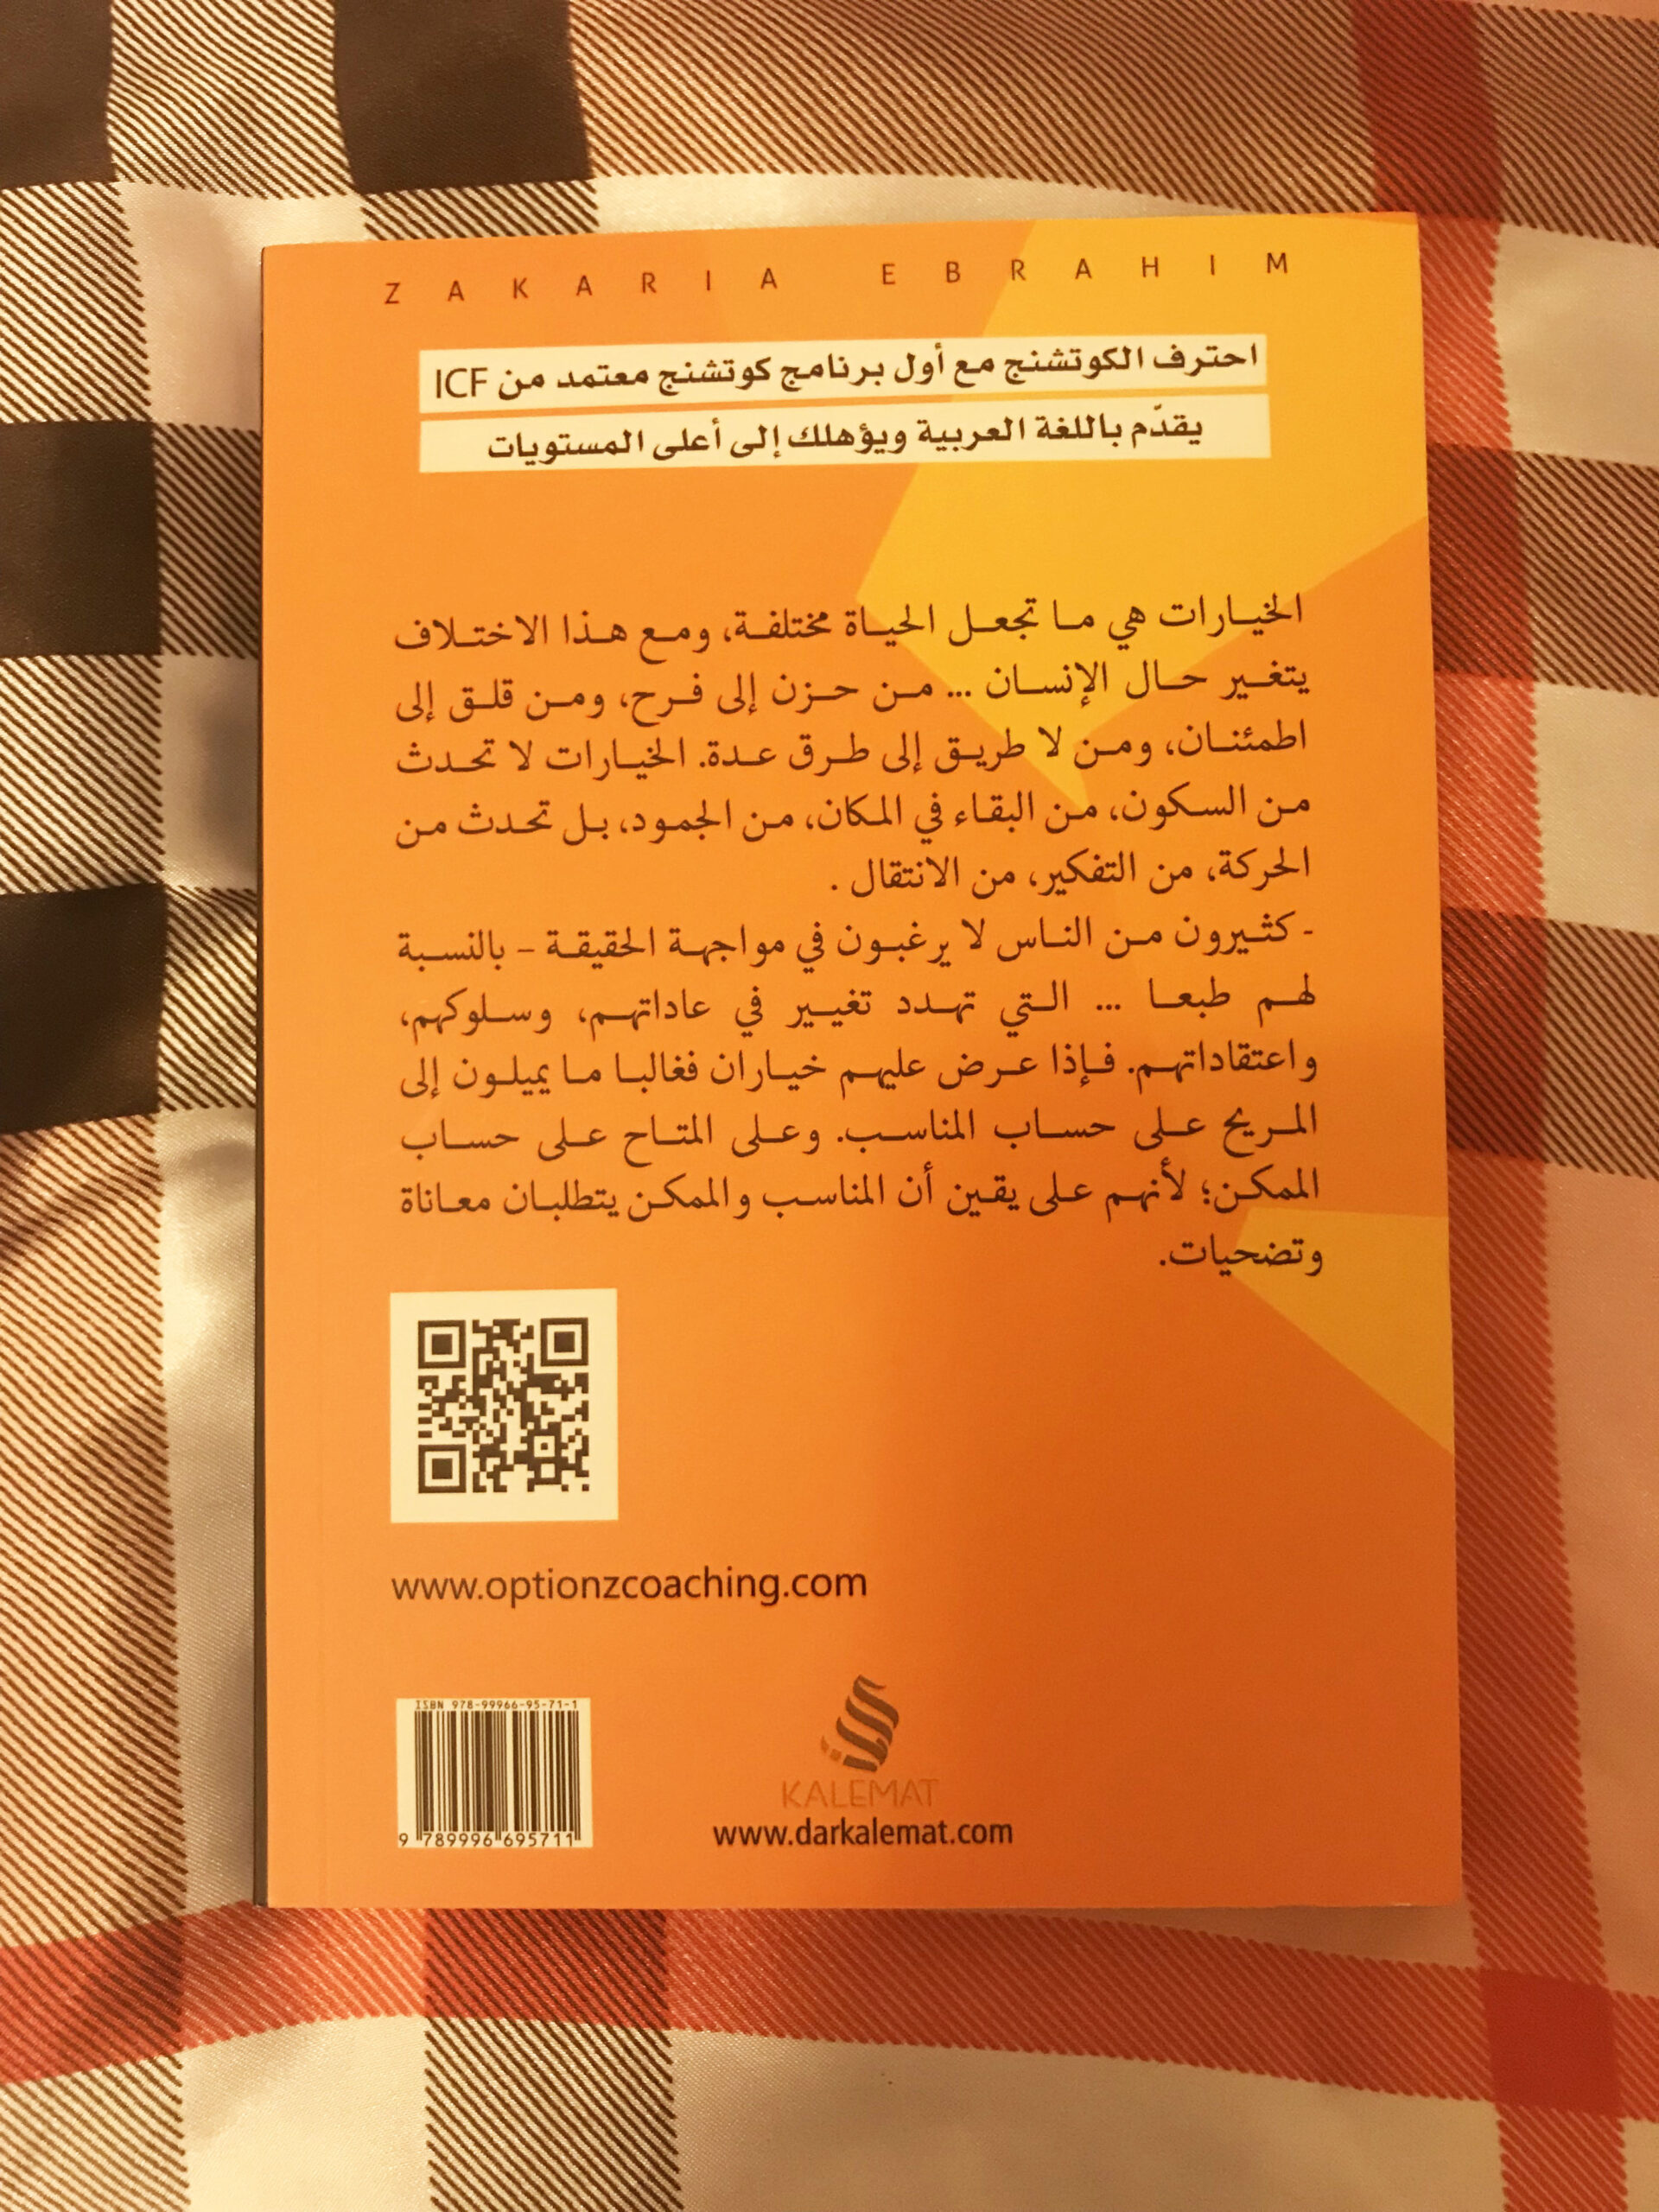 ZAKARIA EBRAHIM
احترف الكوتشنج مع أول برنامج كوتشنج معتمد من ICF
يقدّم باللغة العربية ويؤهلك إلى أعلى المستويات
الخيارات هي ما تجعل الحياة مختلفة، ومع هذا الاختلاف
يتغير حال الإنسان ... من حزن إلى فرح، ومن قلق إلى
اطمئنان، ومن لا طريق إلى طرق عدة. الخيارات لا تحدث
من السكون، من البقاء في المكان، من الجمود، بل تحدث من
الحركة، من التفكير، من الانتقال .
- كثيرون من الناس لا يرغبون في مواجهة الحقيقة – بالنسبة
لهم طبعا ... التي تهدد تغيير في عاداتهم، وسلوكهم،
واعتقاداتهم. فإذا عرض عليهم خياران فغالبا ما يميلون إلى
المريح على حساب المناسب. وعلى المتاح على حساب
الممكن؛ لأنهم على يقين أن المناسب والممكن يتطلبان معاناة
وتضحيات.
www.optionzcoaching.com
ISBN 978-99966-95-71-1
9 789996 695711
كلمات
KALEMAT
www.darkalemat.com